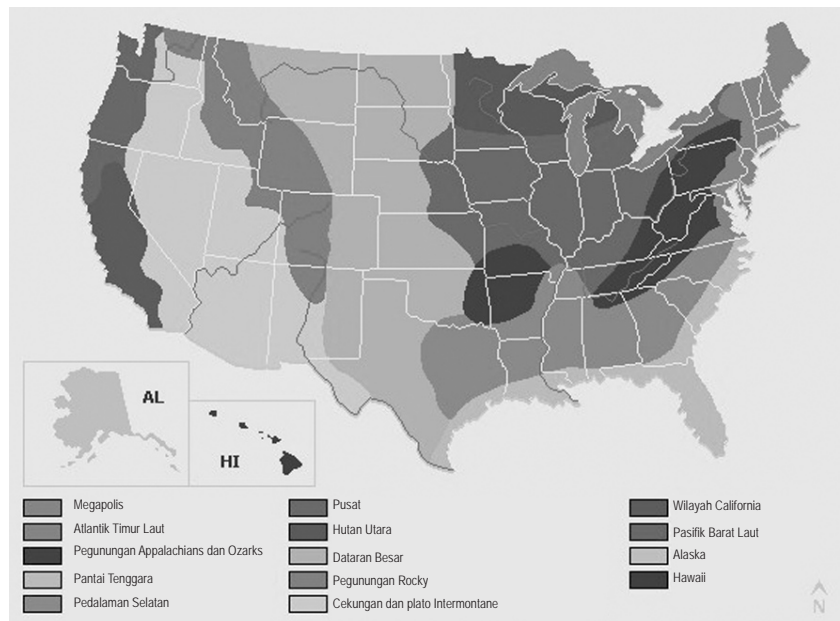 AL
HI
Megapolis
Atlantik Timur Laut
Pegunungan Appalachians dan Ozarks
Pantai Tenggara
Pedalaman Selatan
Pusat
Hutan Utara
Dataran Besar
Pegunungan Rocky
Cekungan dan plato Intermontane
Wilayah California
Pasifik Barat Laut
Alaska
Hawaii
N